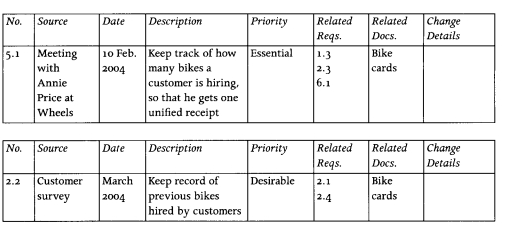 No. Source Date Description Priority Related Related Change
Reqs. Docs. Details
5.1 Meeting 10 Feb. Keep track of how Essential 1.3 Bike
with 2004 many bikes a 2.3 cards
Annie customer is hiring, 6.1
Price at so that he gets one
Wheels unified receipt
No. Source Date Description Priority Related Related Change
Reqs. Docs. Details
2.2 Customer March Keep record of Desirable 2.1 Bike
survey 2004 previous bikes 2.4 cards
hired by customers